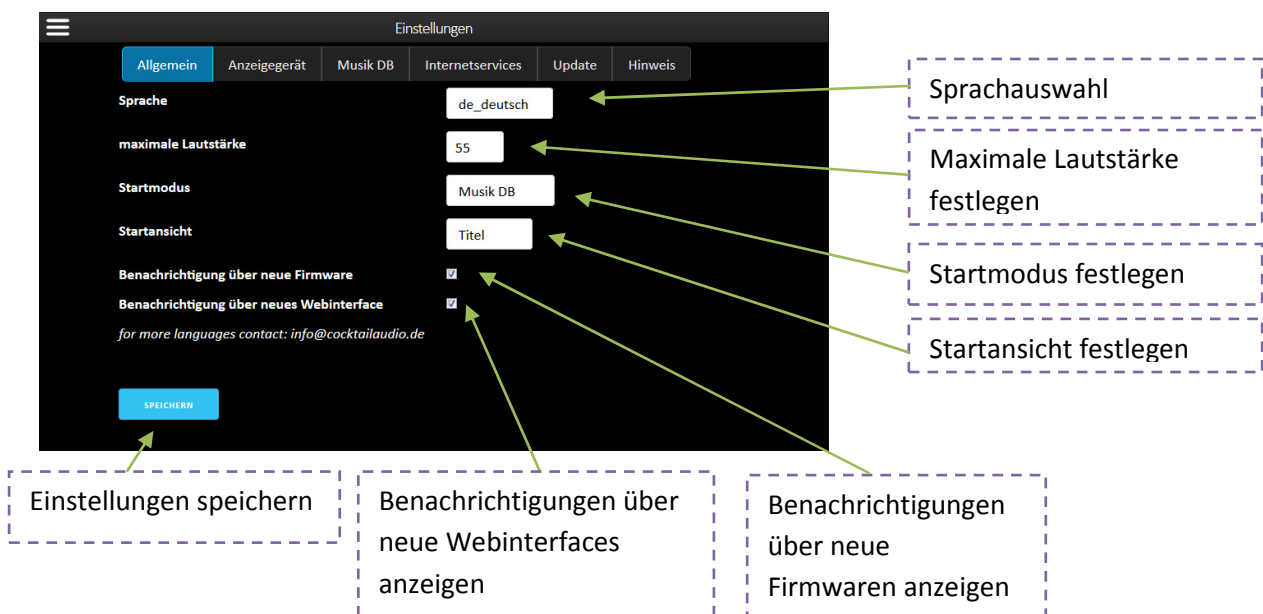 Einstellungen
Allgemein Anzeigegerät Musik DB Internetservices Update Hinweis
Sprache de_deutsch
maximale Lautstärke 55
Startmodus Musik DB
Startansicht Titel
Benachrichtigung über neue Firmware
Benachrichtigung über neues Webinterface
for more languages contact: info@cocktailaudio.de
SPEICHERN
Sprachauswahl
Maximale Lautstärke
festlegen
Startmodus festlegen
Startansicht festlegen
Einstellungen speichern
Benachrichtigungen über
neue Webinterfaces
anzeigen
Benachrichtigungen
über neue
Firmwaren anzeigen